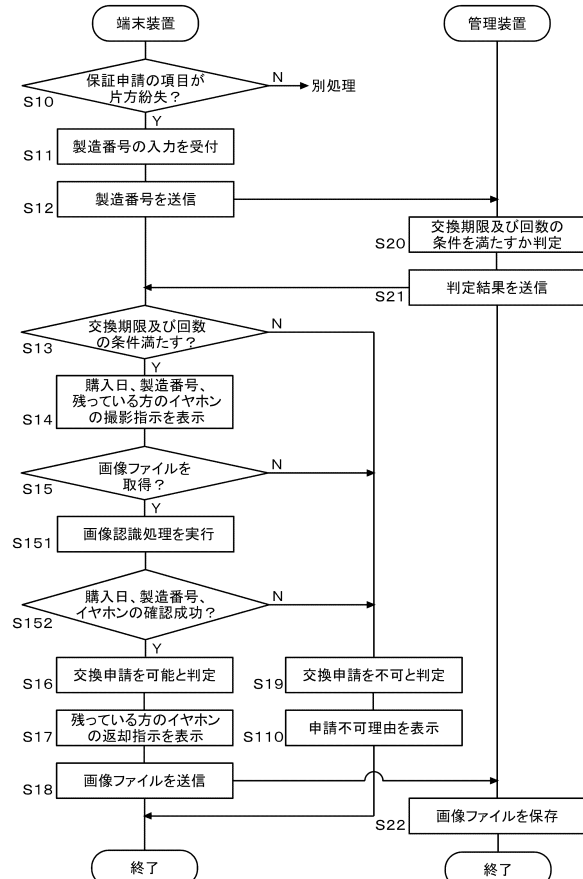 端末装置
管理装置
保証申請の項目が
片方紛失？
N
別処理
S10
Y
製造番号の入力を受付
S11
製造番号を送信
S12
交換期限及び回数の
条件を満たすか判定
S20
判定結果を送信
S21
交換期限及び回数
の条件満たす？
N
S13
Y
購入日、製造番号、
残っている方のイヤホン
の撮影指示を表示
S14
画像ファイルを
取得？
N
S15
Y
画像認識処理を実行
S151
購入日、製造番号、
イヤホンの確認成功？
N
S152
Y
交換申請を可能と判定
S16
交換申請を不可と判定
S19
残っている方のイヤホン
の返却指示を表示
S17
申請不可理由を表示
S110
画像ファイルを送信
S18
画像ファイルを保存
S22
終了
終了